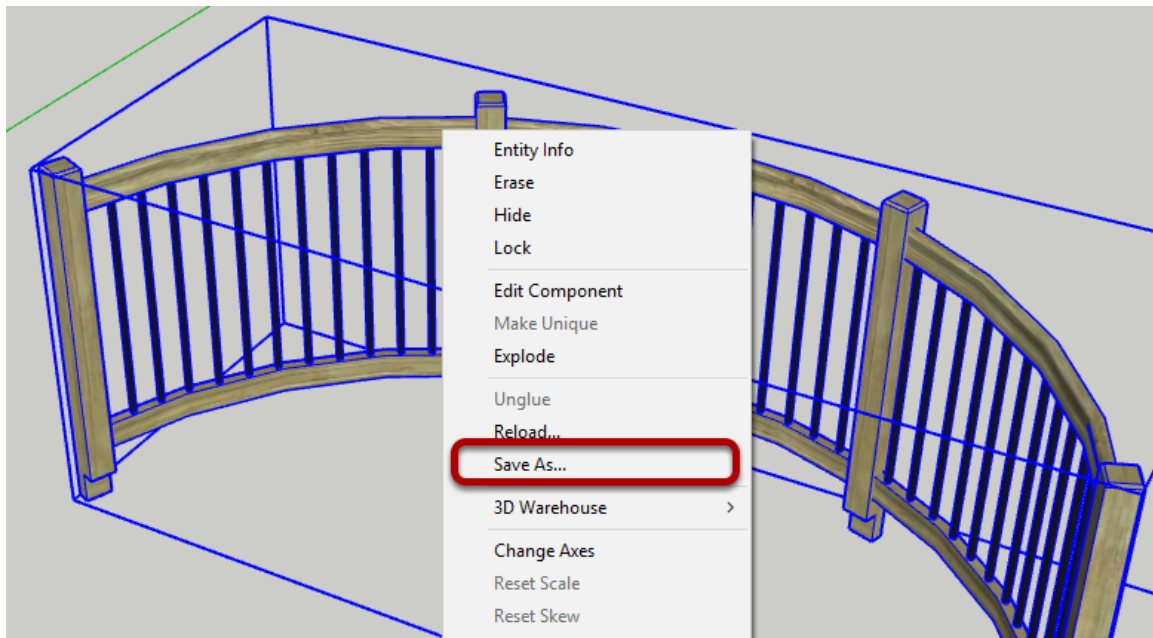 Entity Info
Erase
Hide
Lock
Edit Component
Make Unique
Explode
Unglue
Reload...
Save As...
3D Warehouse
Change Axes
Reset Scale
Reset Skew